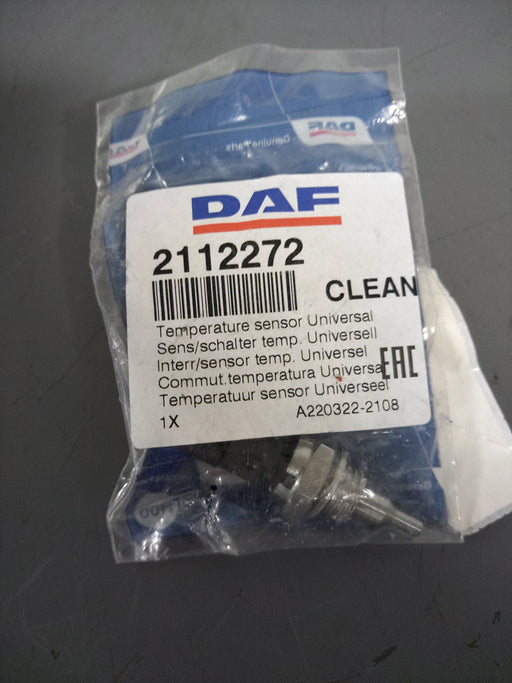 DAF
Genuine Parts
DAF
2112272
CLEAN
Temperature sensor Universal
Sens/schalter temp. Universell
Interr/sensor temp. Universel
Commut.temperatura Universa
EAC
Temperatuur sensor Universeel
1X
A220322-2108